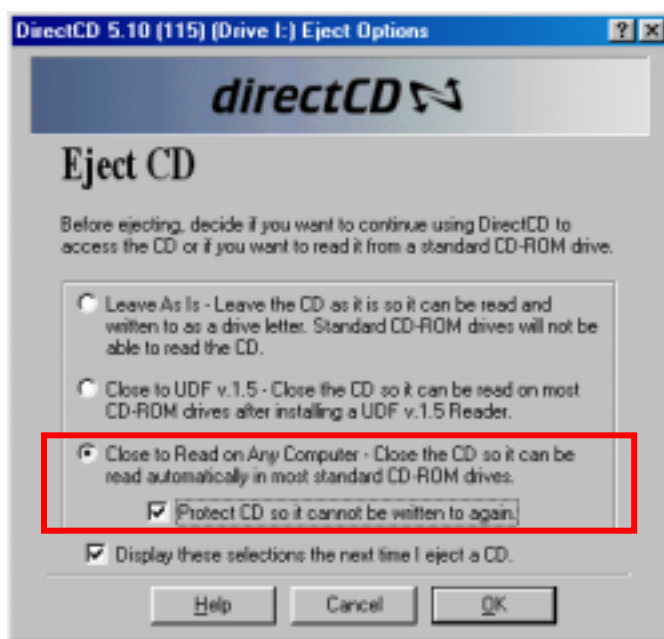 DirectCD 5.10 (115) (Drive I:) Eject Options
directCD
Eject CD
Before ejecting, decide if you want to continue using DirectCD to
access the CD or if you want to read it from a standard CD-ROM drive.
Leave As Is - Leave the CD as it is so it can be read and
written to as a drive letter. Standard CD-ROM drives will not be
able to read the CD.
Close to UDF v.1.5 - Close the CD so it can be read on most
CD-ROM drives after installing a UDF v.1.5 Reader.
Close to Read on Any Computer - Close the CD so it can be
read automatically in most standard CD-ROM drives.
Protect CD so it cannot be written to again.
Display these selections the next time I eject a CD.
Help Cancel OK